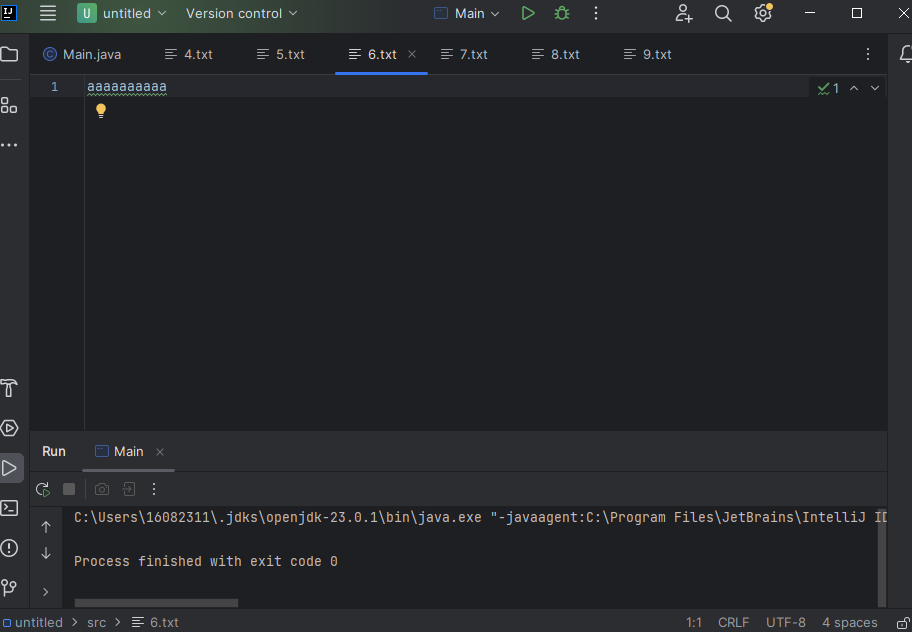 U untitled Version control Main
Main.java 4.txt 5.txt 6.txt 7.txt 8.txt 9.txt
1 aaaaaaaaaa 1
Run Main
C:\Users\16082311\.jdks\openjdk-23.0.1\bin\java.exe "-javaagent:C:\Program Files\JetBrains\IntelliJ ID
Process finished with exit code 0
untitled > src > 6.txt 1:1 CRLF UTF-8 4 spaces